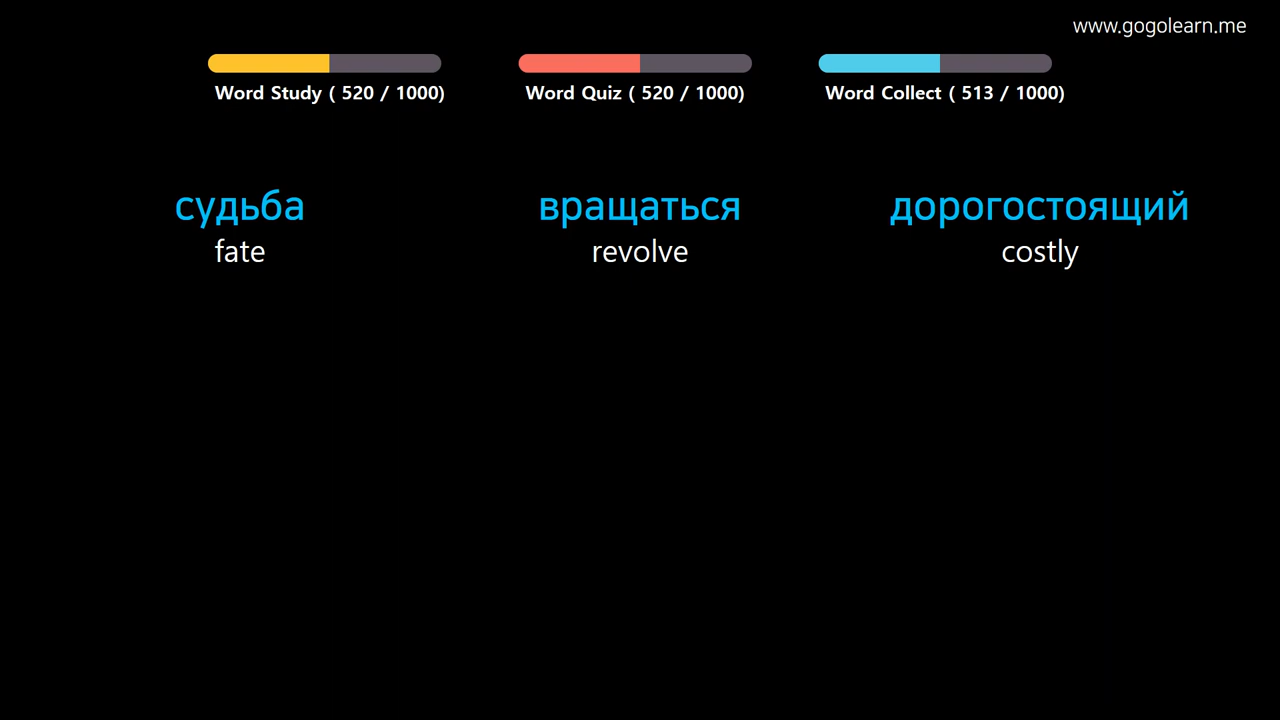 www.gogolearn.me
Word Study ( 520 / 1000)
Word Quiz ( 520 / 1000)
Word Collect ( 513 / 1000)
судьба
fate
вращаться
revolve
дорогостоящий
costly